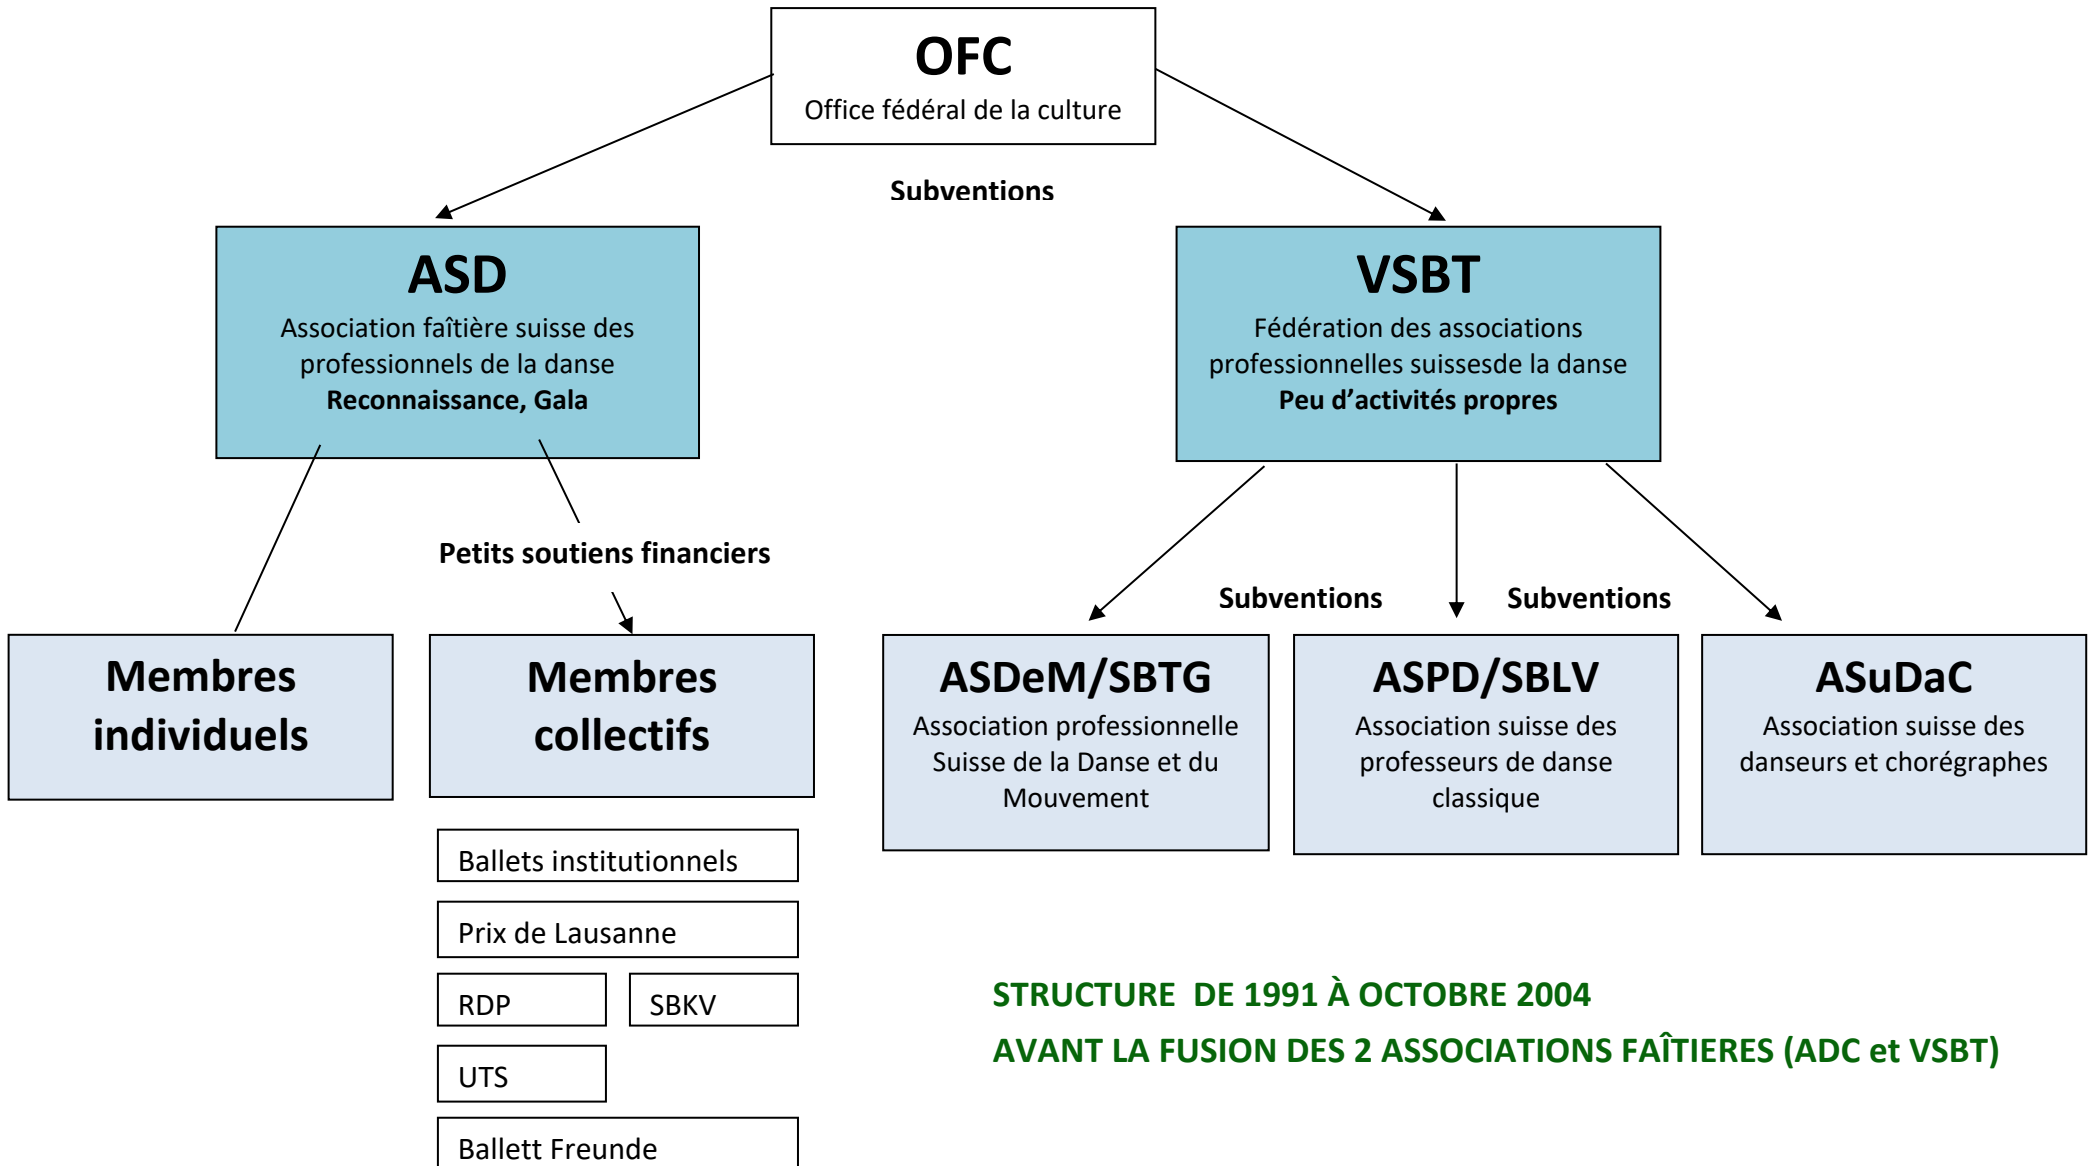 OFC
Office fédéral de la culture
Subventions
ASD
Association faîtière suisse des
professionnels de la danse
Reconnaissance, Gala
VSBT
Fédération des associations
professionnelles suissesde la danse
Peu d’activités propres
Petits soutiens financiers
Subventions
Subventions
Membres
individuels
Membres
collectifs
ASDeM/SBTG
Association professionnelle
Suisse de la Danse et du
Mouvement
ASPD/SBLV
Association suisse des
professeurs de danse
classique
ASuDaC
Association suisse des
danseurs et chorégraphes
Ballets institutionnels
Prix de Lausanne
RDP
SBKV
UTS
Ballett Freunde
STRUCTURE DE 1991 À OCTOBRE 2004
AVANT LA FUSION DES 2 ASSOCIATIONS FAÎTIERES (ADC et VSBT)